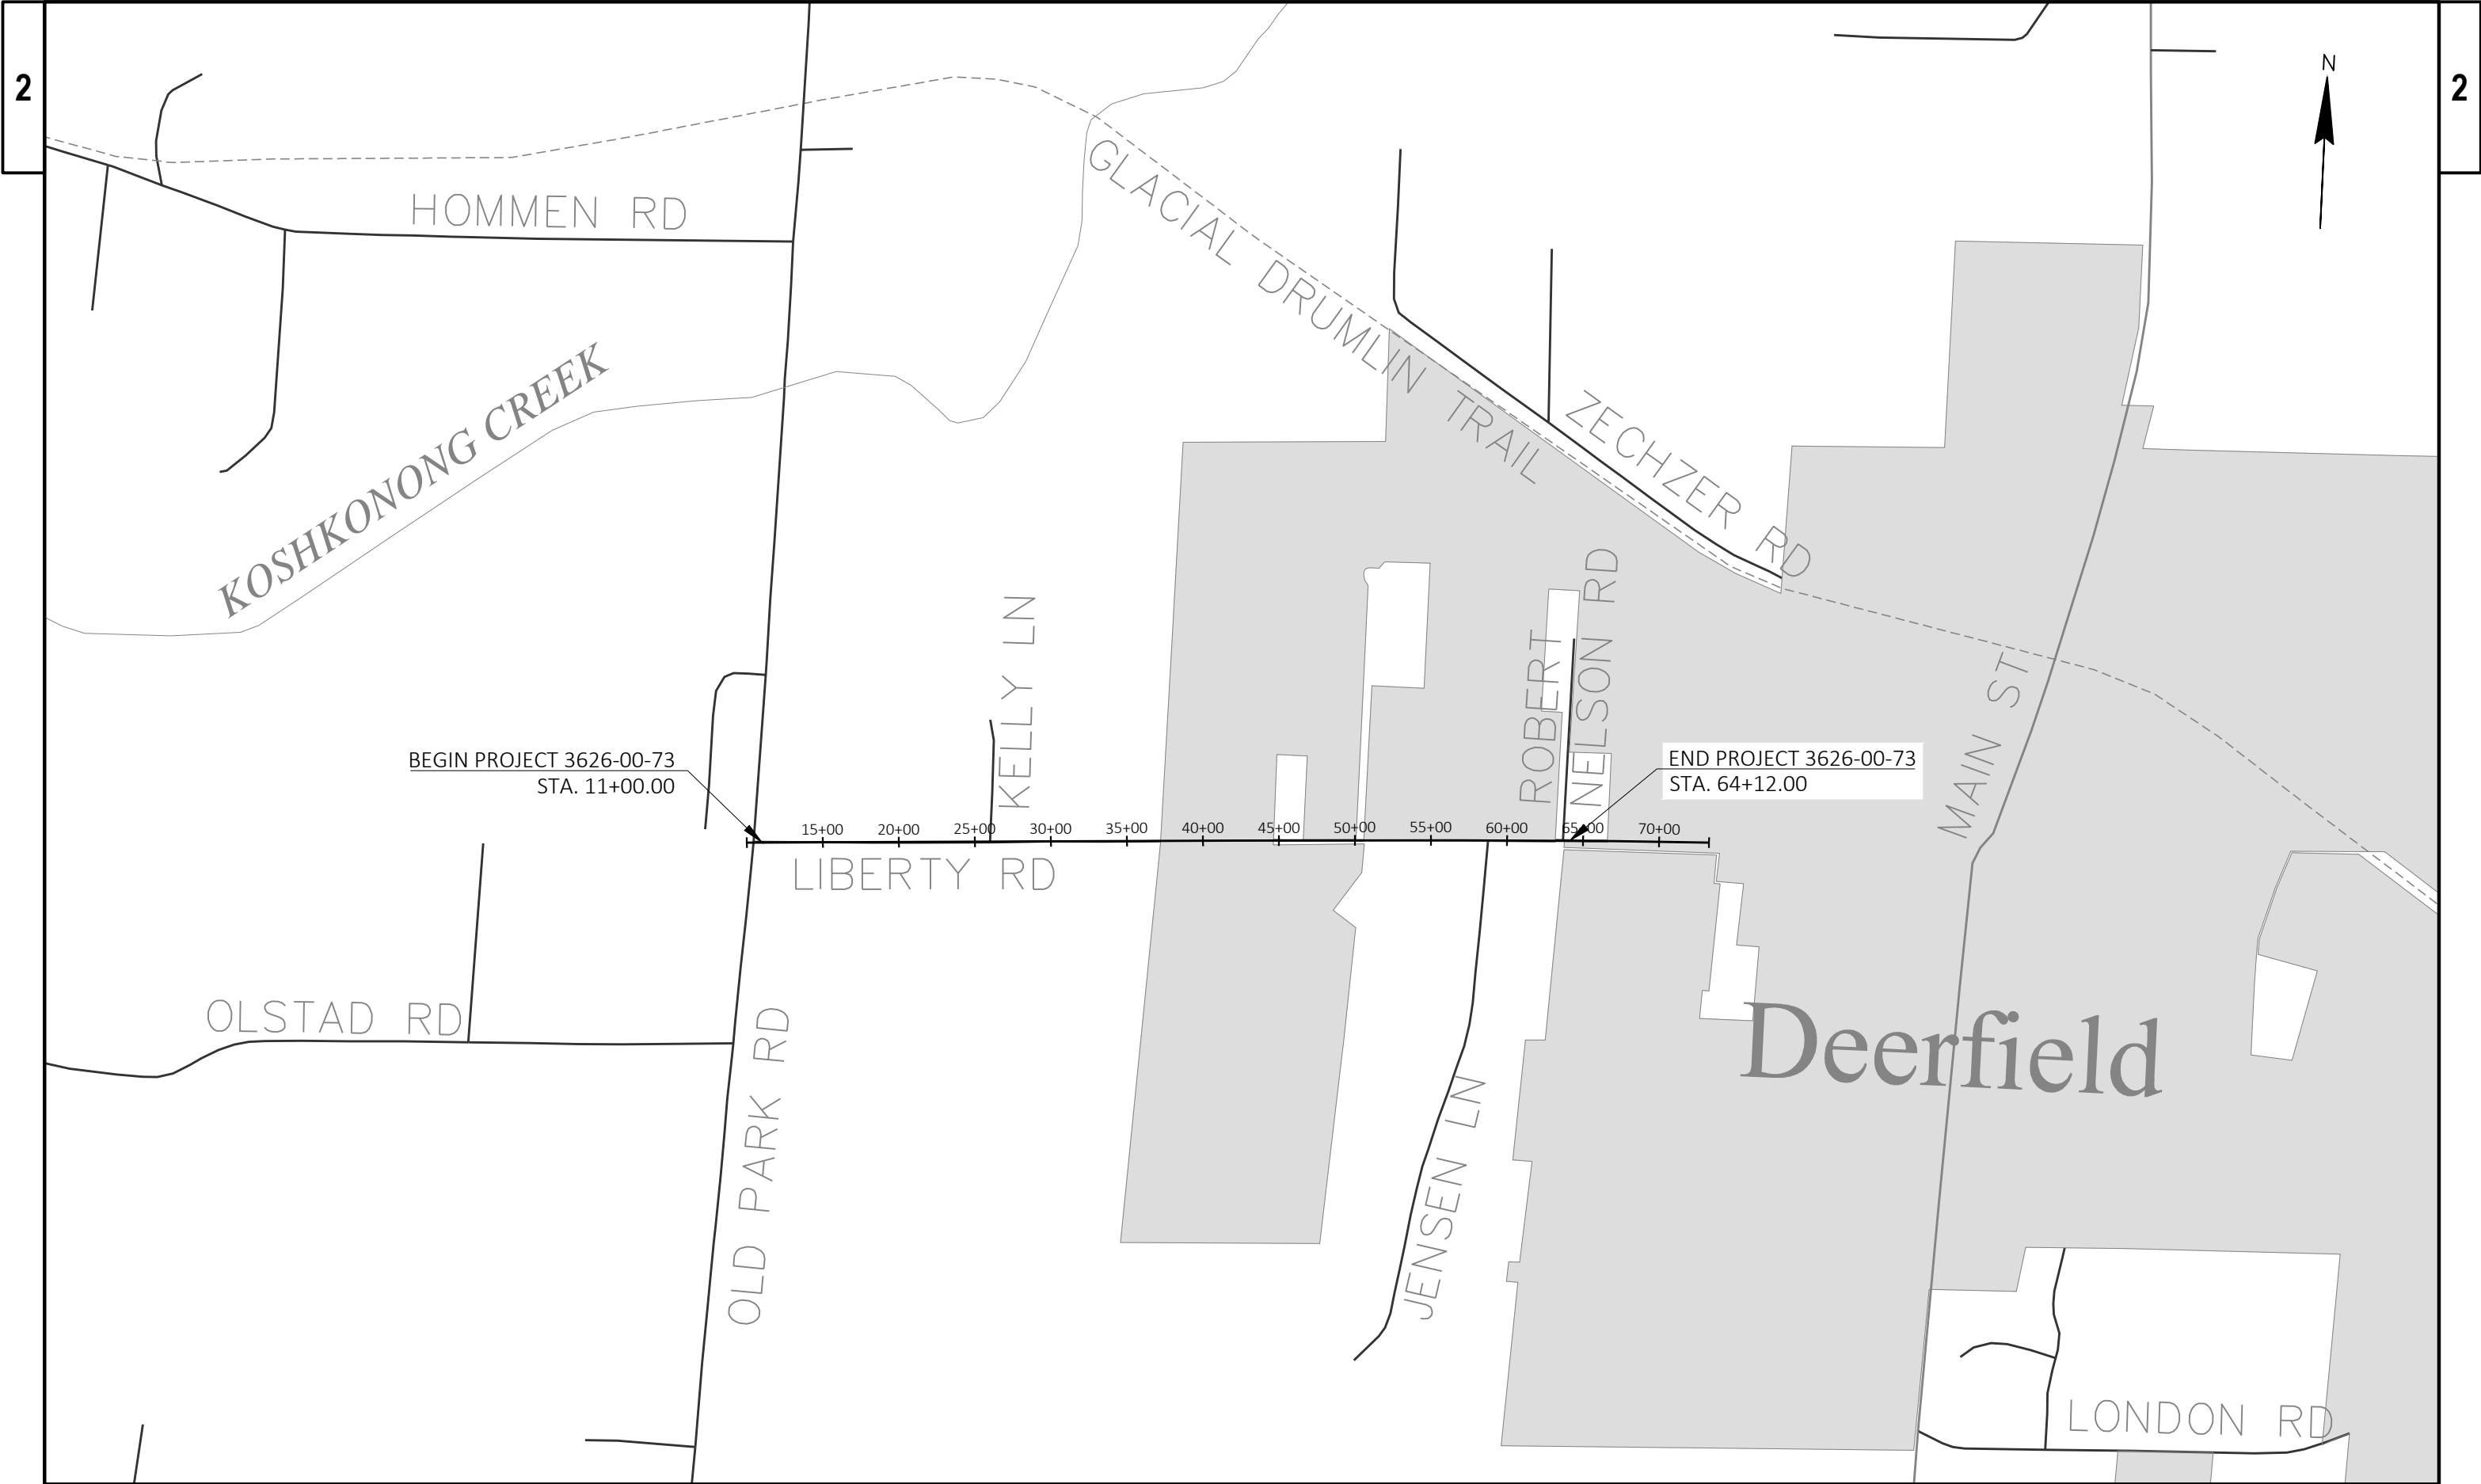 2
2
N
HOMMEN RD
GLACIAL DRUMLIN TRAIL
ZECHZER RD
KOSHKONONG CREEK
KELLY LN
ROBERT
NELSON RD
MAIN ST
BEGIN PROJECT 3626-00-73
STA. 11+00.00
END PROJECT 3626-00-73
STA. 64+12.00
15+00 20+00 25+00 30+00 35+00 40+00 45+00 50+00 55+00 60+00 65+00 70+00
LIBERTY RD
OLSTAD RD
OLD PARK RD
JENSEN LN
Deerfield
LONDON RD